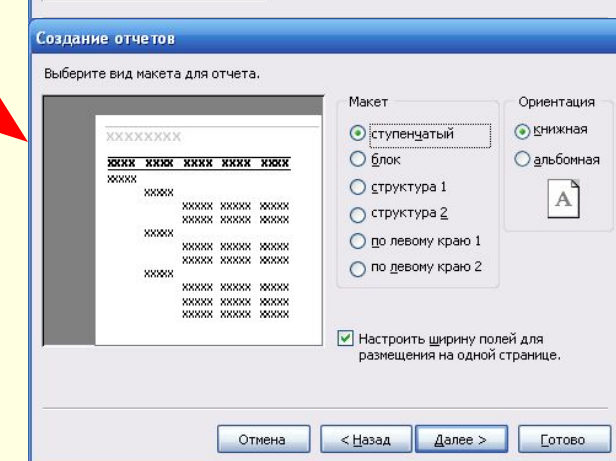 Создание отчетов
Выберите вид макета для отчета.
XXXXXXXX
XXXX XXXX XXXX XXXX XXXX
XXXXX
XXXXX
XXXXX XXXXX XXXXX
XXXXX XXXXX XXXXX
XXXXX
XXXXX XXXXX XXXXX
XXXXX XXXXX XXXXX
XXXXX
XXXXX XXXXX XXXXX
XXXXX XXXXX XXXXX
XXXXX XXXXX XXXXX
Макет
ступенчатый
блок
структура 1
структура 2
по левому краю 1
по левому краю 2
Ориентация
книжная
альбомная
A
Настроить ширину полей для
размещения на одной странице.
Отмена
< Назад
Далее >
Готово